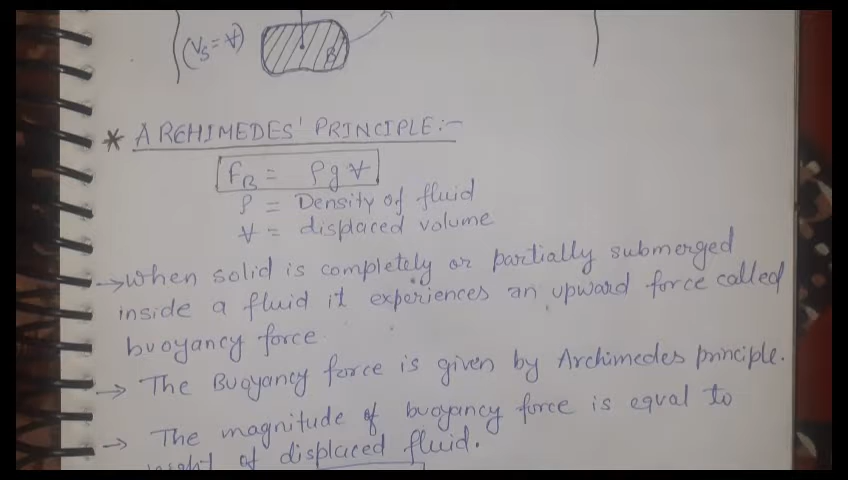 (Vs = V)
B
* ARCHIMEDES' PRINCIPLE:-
FB = ρgV
ρ = Density of fluid
V = displaced volume
→ When solid is completely or partially submerged
inside a fluid it experiences an upward force called
buoyancy force.
→ The Buoyancy force is given by Archimedes principle.
→ The magnitude of buoyancy force is equal to
weight of displaced fluid.